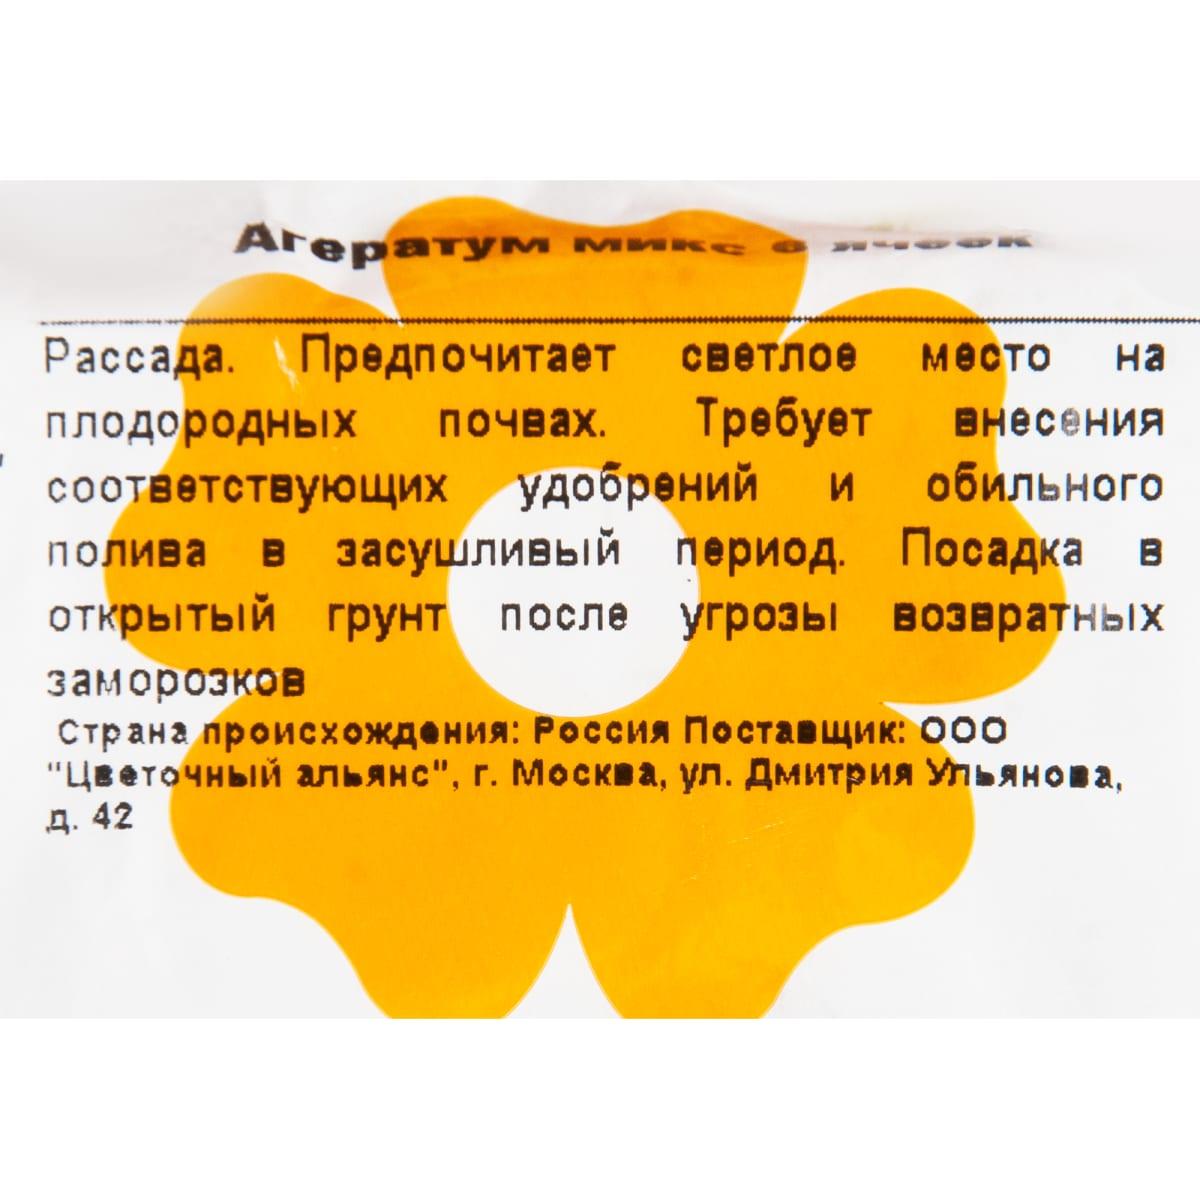 Агератум микс ячеек
Рассада. Предпочитает светлое место на
плодородных почвах. Требует внесения
соответствующих удобрений и обильного
полива в засушливый период. Посадка в
открытый грунт после угрозы возвратных
заморозков
Страна происхождения: Россия Поставщик: ООО
"Цветочный альянс", г. Москва, ул. Дмитрия Ульянова,
д. 42